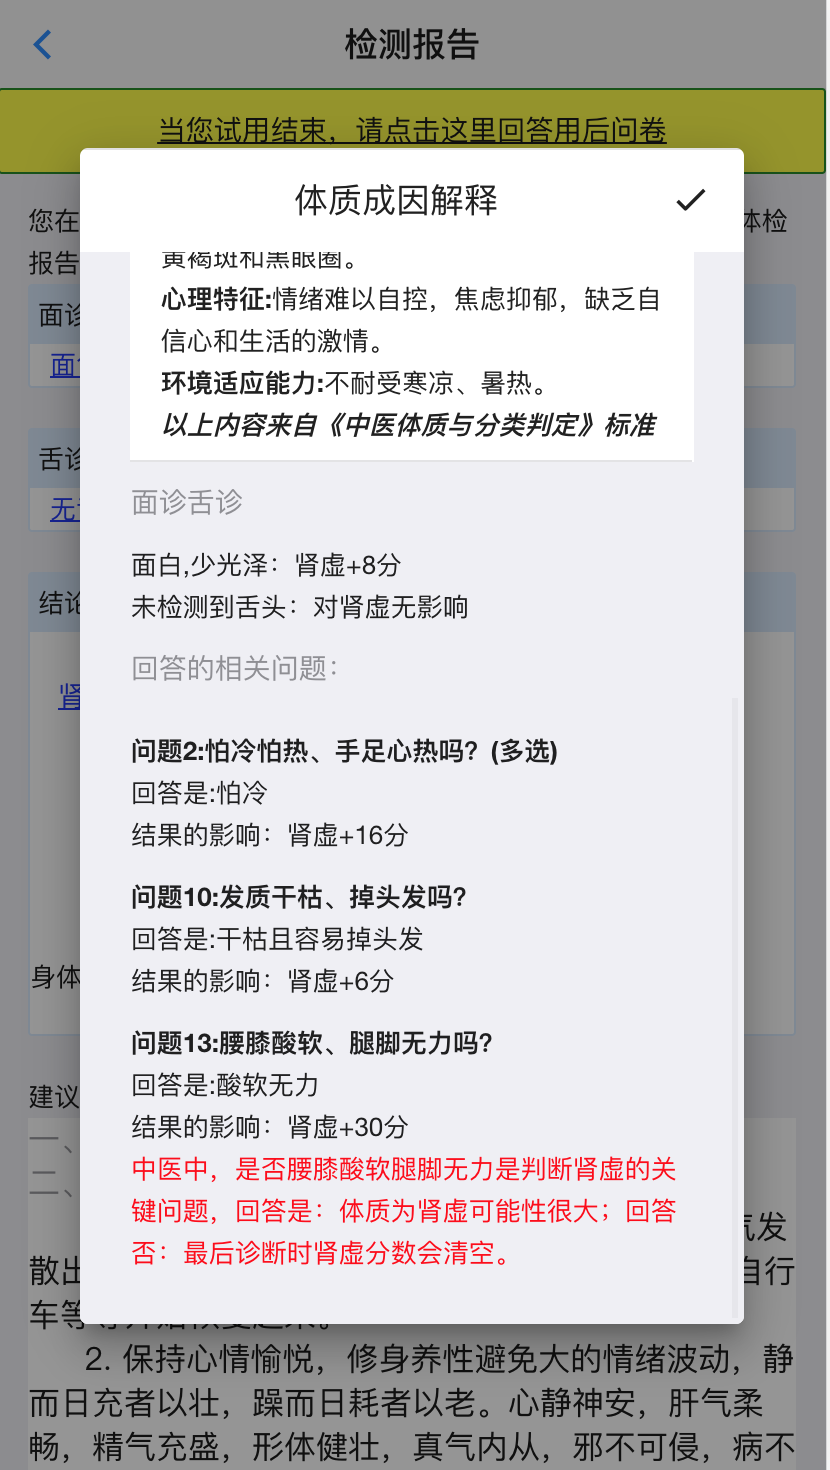 检测报告
当您试用结束，请点击这里回答用后问卷
体质成因解释
您在
体检
报告
面诊
面
舌诊
无
结论
肾
身体
建议
一、
二、
气发
散出
自行
车等
黄褐斑和黑眼圈。
心理特征:情绪难以自控，焦虑抑郁，缺乏自
信心和生活的激情。
环境适应能力:不耐受寒凉、暑热。
以上内容来自《中医体质与分类判定》标准
面诊舌诊
面白,少光泽：肾虚+8分
未检测到舌头：对肾虚无影响
回答的相关问题：
问题2:怕冷怕热、手足心热吗？(多选)
回答是:怕冷
结果的影响：肾虚+16分
问题10:发质干枯、掉头发吗?
回答是:干枯且容易掉头发
结果的影响：肾虚+6分
问题13:腰膝酸软、腿脚无力吗?
回答是:酸软无力
结果的影响：肾虚+30分
中医中，是否腰膝酸软腿脚无力是判断肾虚的关
键问题，回答是：体质为肾虚可能性很大；回答
否：最后诊断时肾虚分数会清空。
2. 保持心情愉悦，修身养性避免大的情绪波动，静
而日充者以壮，躁而日耗者以老。心静神安，肝气柔
畅，精气充盛，形体健壮，真气内从，邪不可侵，病不